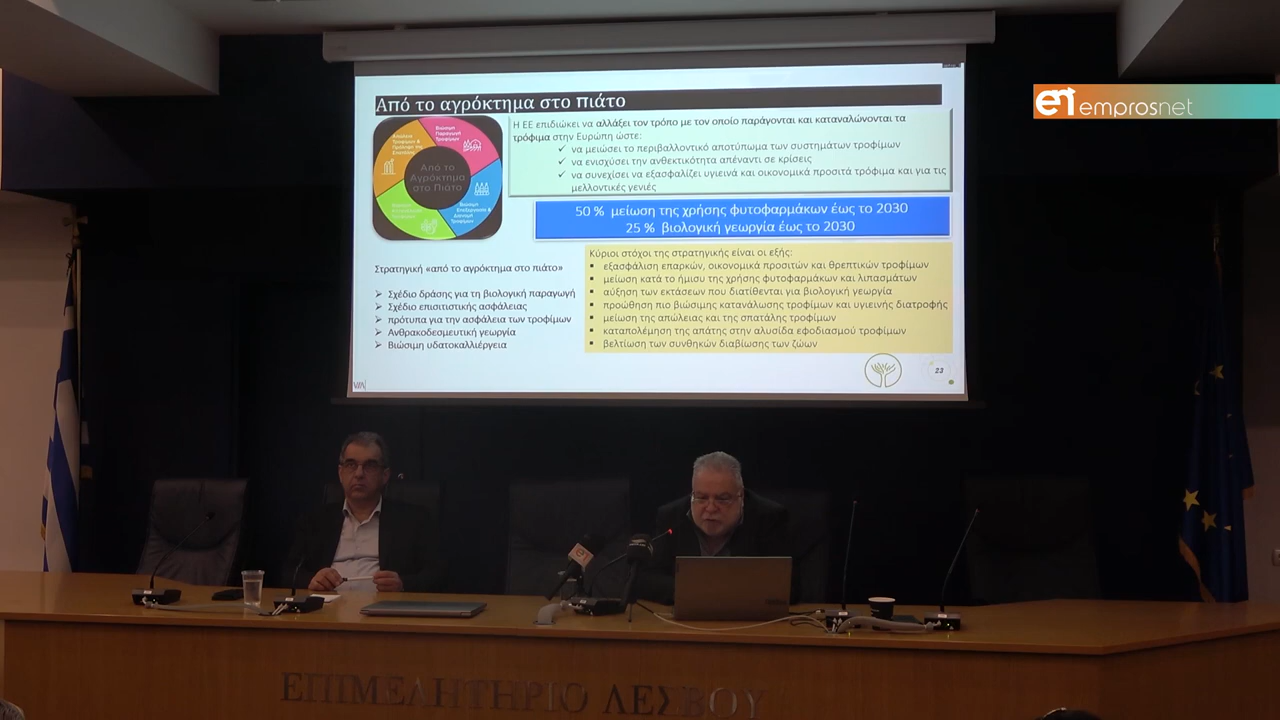 Από το αγρόκτημα στο πιάτο
en emprosnet
Η ΕΕ επιδιώκει να αλλάξει τον τρόπο με τον οποίο παράγονται και καταναλώνονται τα
τρόφιμα στην Ευρώπη ώστε:
✓ να μειώσει το περιβαλλοντικό αποτύπωμα των συστημάτων τροφίμων
✓ να ενισχύσει την ανθεκτικότητα απέναντι σε κρίσεις
✓ να συνεχίσει να εξασφαλίζει υγιεινά και οικονομικά προσιτά τρόφιμα και για τις
μελλοντικές γενιές
Βιώσιμη
Παραγωγή
Τροφίμων
Από το
Αγρόκτημα
στο Πιάτο
Βιώσιμη
Επεξεργασία &
Διανομή
Τροφίμων
50 % μείωση της χρήσης φυτοφαρμάκων έως το 2030
25 % βιολογική γεωργία έως το 2030
Στρατηγική «από το αγρόκτημα στο πιάτο»
➢ Σχέδιο δράσης για τη βιολογική παραγωγή
➢ Σχέδιο επισιτιστικής ασφάλειας
➢ πρότυπα για την ασφάλεια των τροφίμων
➢ Ανθρακοδεσμευτική γεωργία
➢ Βιώσιμη υδατοκαλλιέργεια
Κύριοι στόχοι της στρατηγικής είναι οι εξής:
▪ εξασφάλιση επαρκών, οικονομικά προσιτών και θρεπτικών τροφίμων
▪ μείωση κατά το ήμισυ της χρήσης φυτοφαρμάκων και λιπασμάτων
▪ αύξηση των εκτάσεων που διατίθενται για βιολογική γεωργία
▪ προώθηση πιο βιώσιμης κατανάλωσης τροφίμων και υγιεινής διατροφής
▪ μείωση της απώλειας και της σπατάλης τροφίμων
▪ καταπολέμηση της απάτης στην αλυσίδα εφοδιασμού τροφίμων
▪ βελτίωση των συνθηκών διαβίωσης των ζώων
23
ΕΠΙΜΕΛΗΤΗΡΙΟ ΛΕΣΒΟΥ